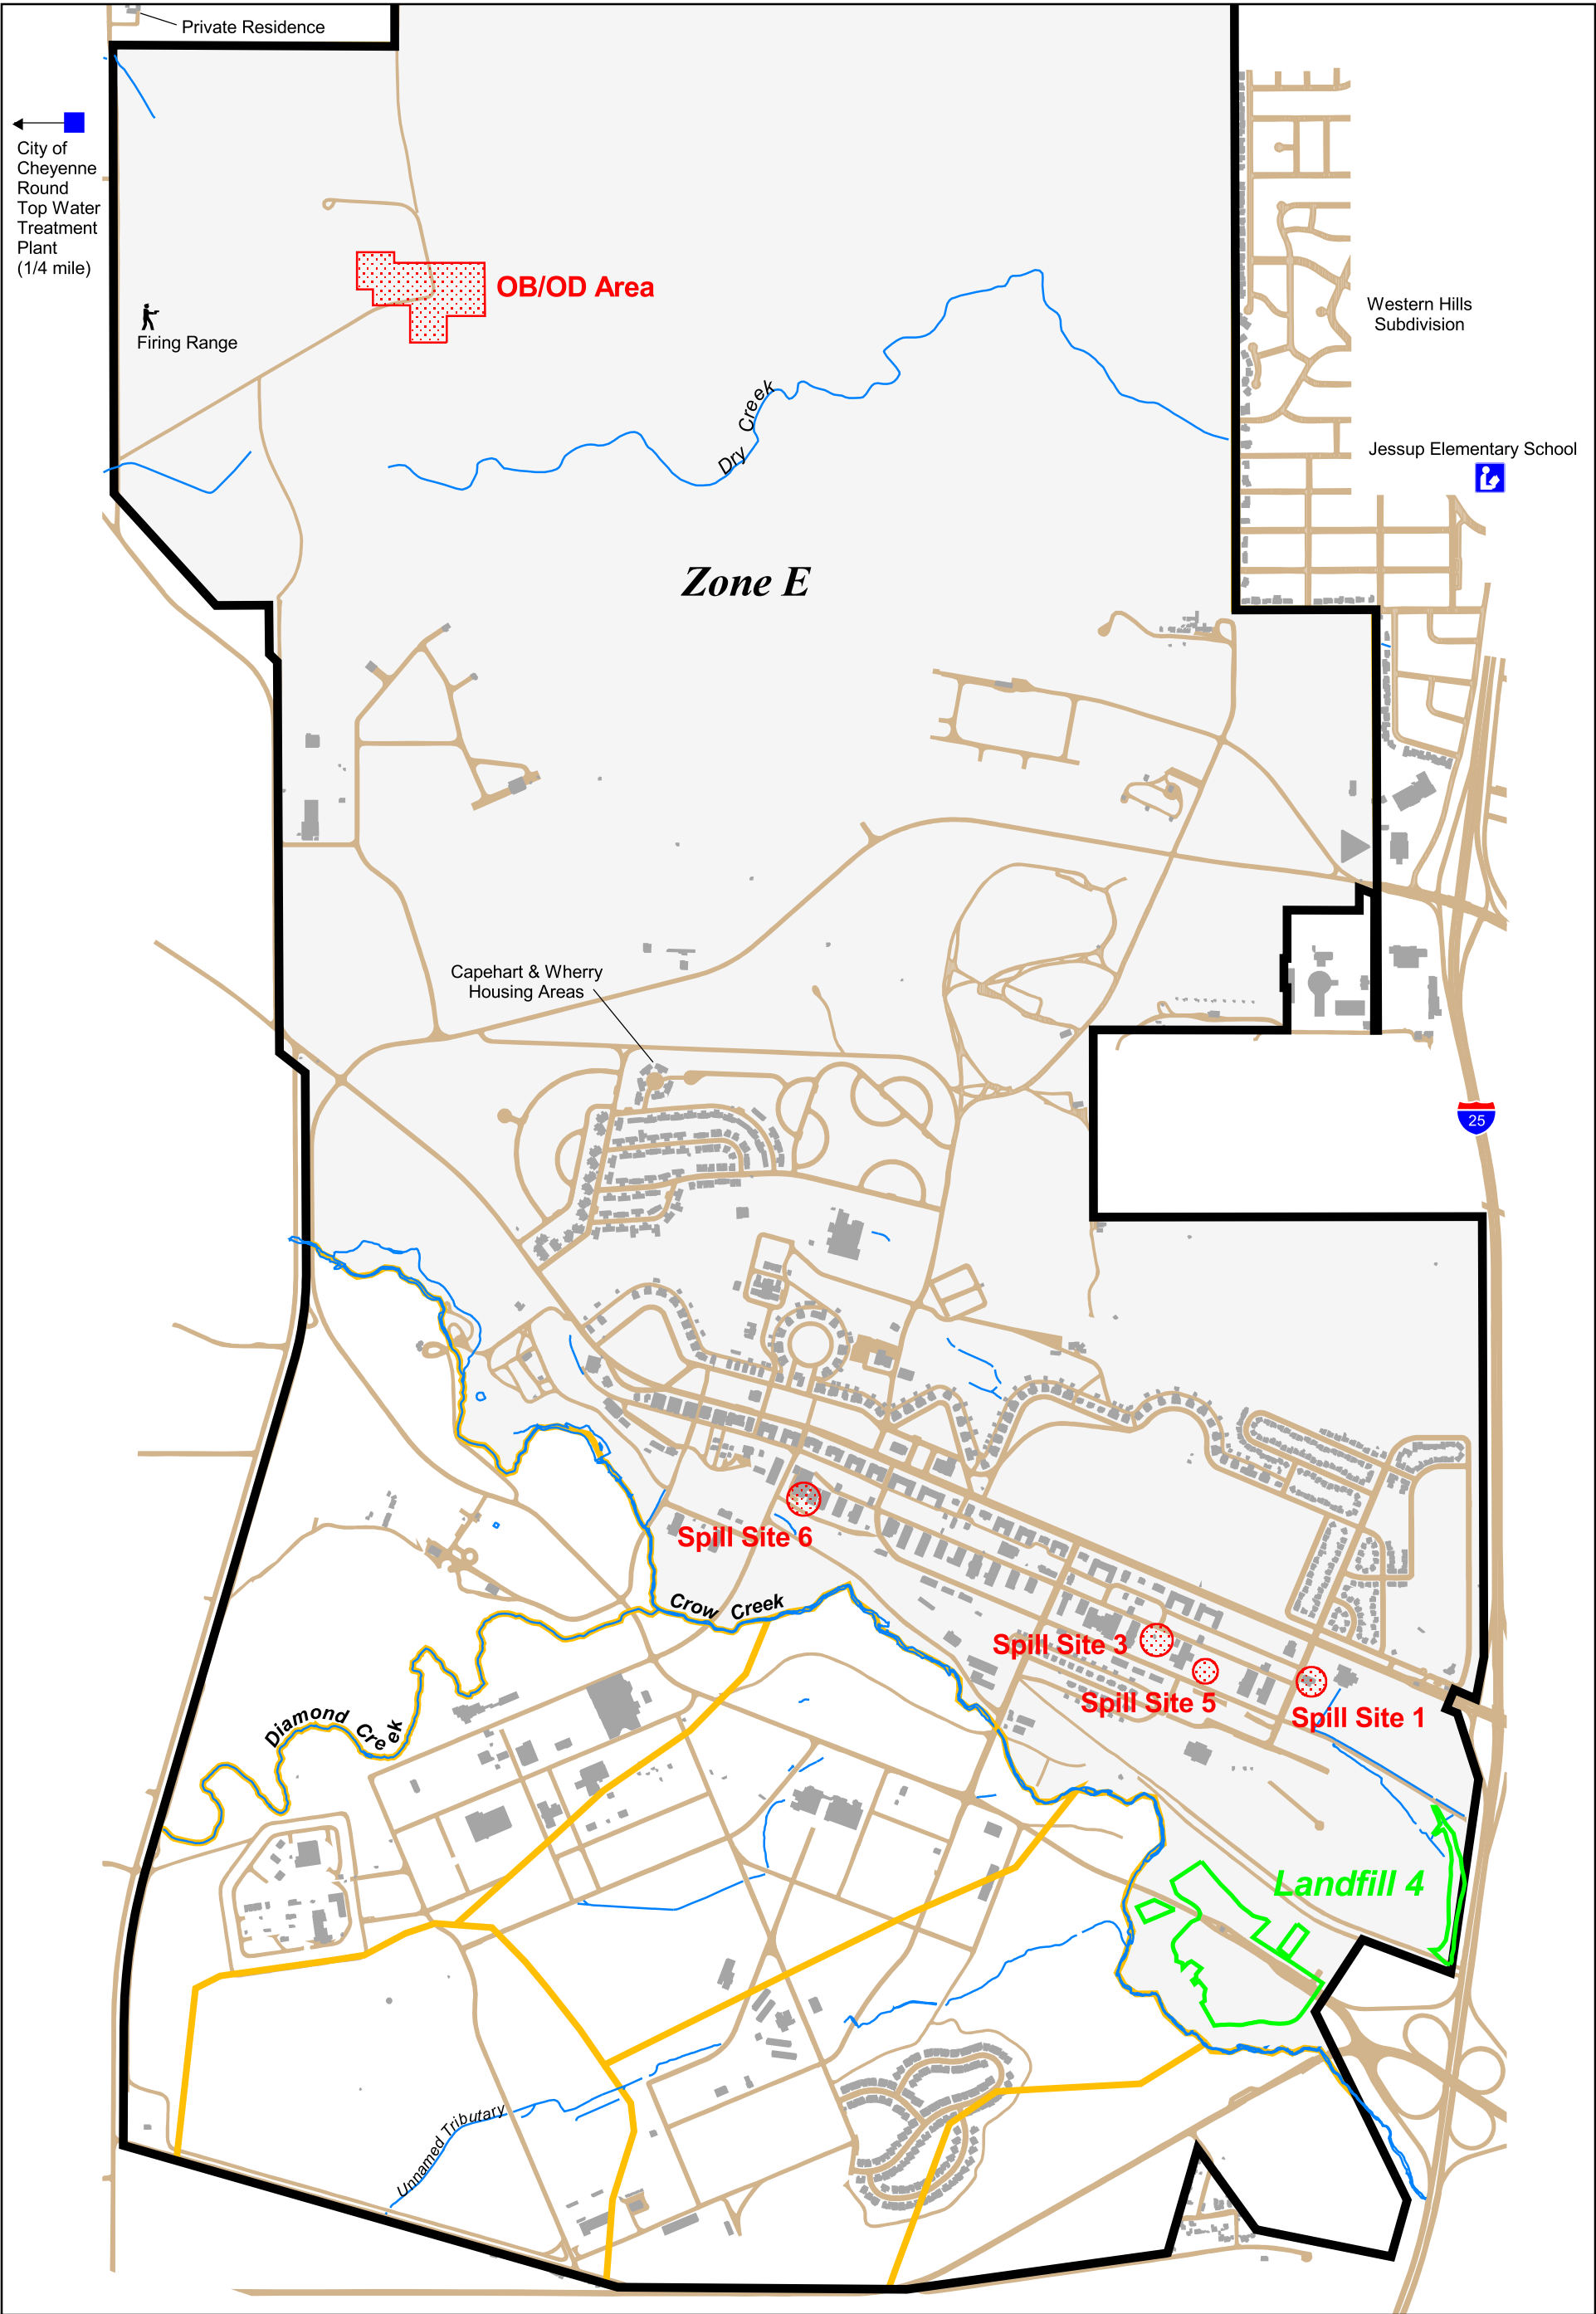 Private Residence
City of
Cheyenne
Round
Top Water
Treatment
Plant
(1/4 mile)
OB/OD Area
Firing Range
Western Hills
Subdivision
Dry Creek
Jessup Elementary School
Zone E
Capehart & Wherry
Housing Areas
25
Spill Site 6
Crow Creek
Spill Site 3
Spill Site 5
Spill Site 1
Diamond Creek
Landfill 4
Unnamed Tributary